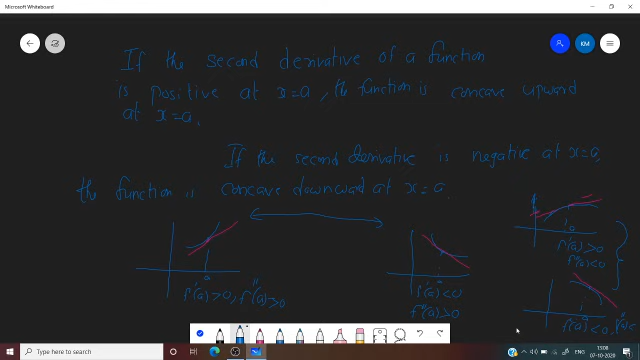 Microsoft Whiteboard
KM
If the second derivative of a function
is positive at x=a, the function is concave upward
at x=a.
If the second derivative is negative at x=a,
the function is concave downward at x=a.
a
f'(a)>0, f''(a)>0
a
f'(a)<0
f''(a)>0
a
f'(a)>0
f''(a)<0
a
f'(a)<0,
Type here to search
ENG
13:08
07-10-2020